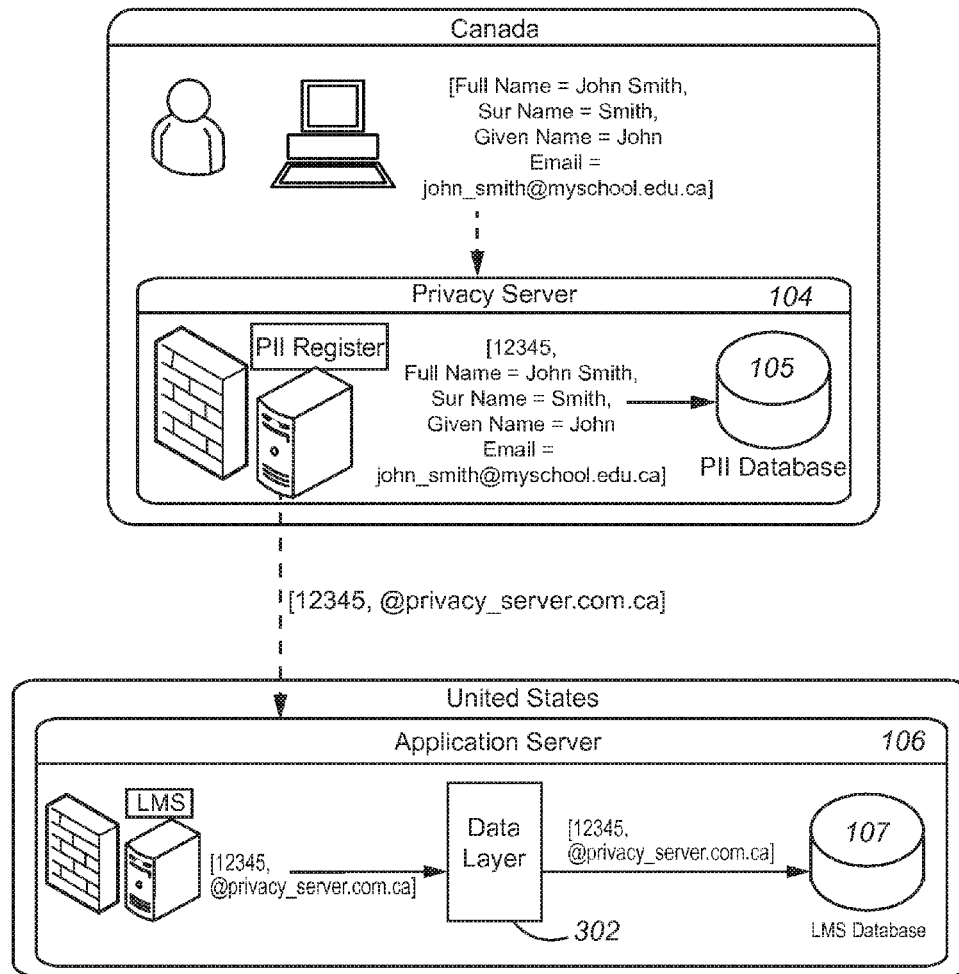 Canada
[Full Name = John Smith,
Sur Name = Smith,
Given Name = John
Email =
john_smith@myschool.edu.ca]
Privacy Server
104
PII Register
[12345,
Full Name = John Smith,
Sur Name = Smith,
Given Name = John
Email =
john_smith@myschool.edu.ca]
105
PII Database
[12345, @privacy_server.com.ca]
United States
Application Server
106
LMS
[12345,
@privacy_server.com.ca]
Data
Layer
302
[12345,
@privacy_server.com.ca]
107
LMS Database